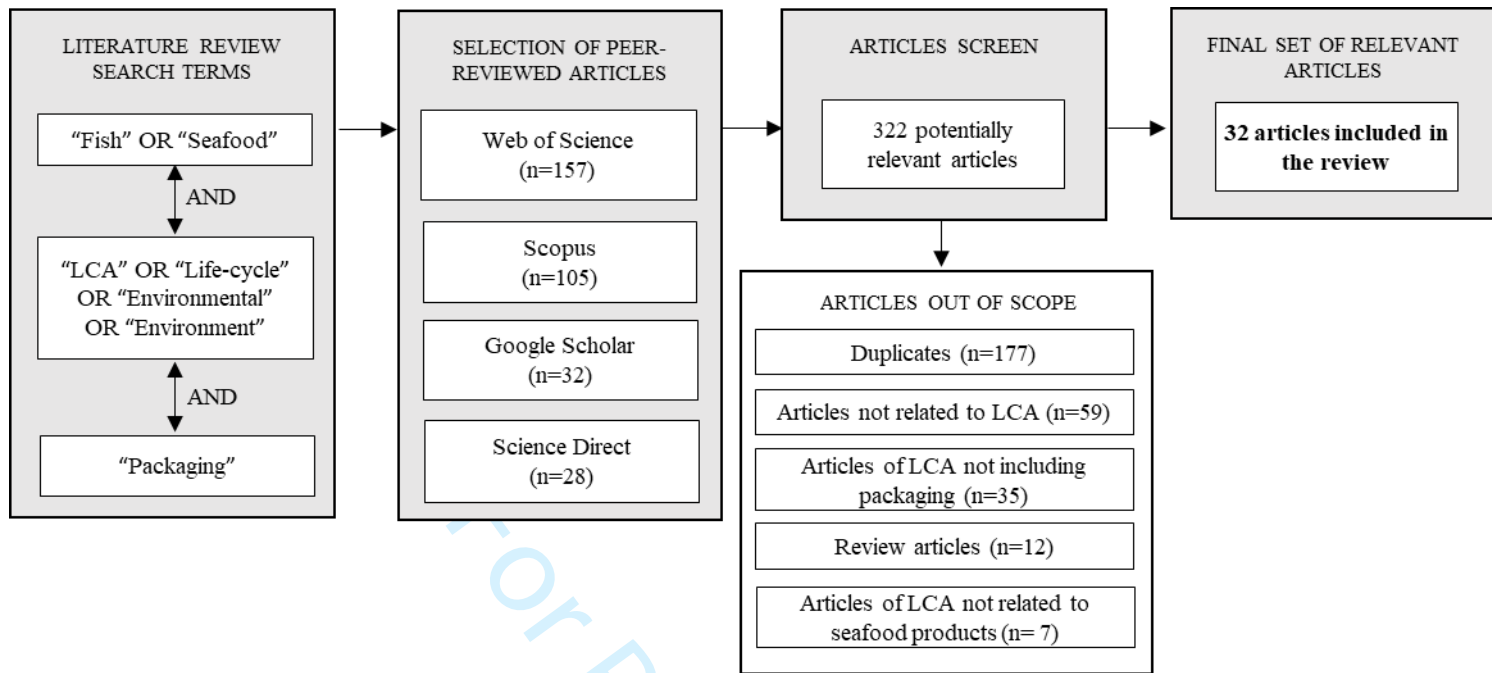 LITERATURE REVIEW
SEARCH TERMS
“Fish” OR “Seafood”
AND
“LCA” OR “Life-cycle”
OR “Environmental”
OR “Environment”
AND
“Packaging”
SELECTION OF PEER-
REVIEWED ARTICLES
Web of Science
(n=157)
Scopus
(n=105)
Google Scholar
(n=32)
Science Direct
(n=28)
ARTICLES SCREEN
322 potentially
relevant articles
ARTICLES OUT OF SCOPE
Duplicates (n=177)
Articles not related to LCA (n=59)
Articles of LCA not including
packaging (n=35)
Review articles (n=12)
Articles of LCA not related to
seafood products (n= 7)
FINAL SET OF RELEVANT
ARTICLES
32 articles included in
the review
For